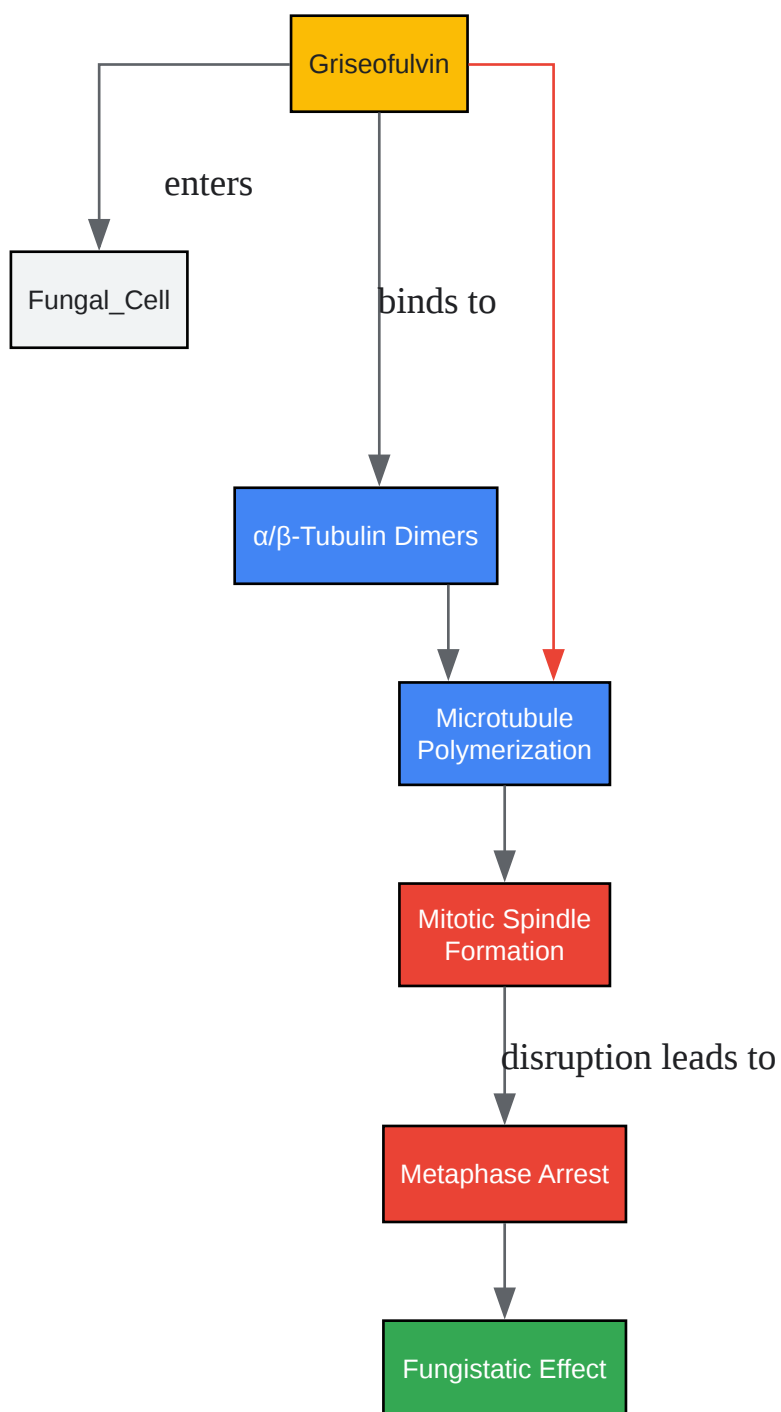 Griseofulvin
enters
Fungal_Cell
binds to
α/β-Tubulin Dimers
Microtubule
Polymerization
Mitotic Spindle
Formation
disruption leads to
Metaphase Arrest
Fungistatic Effect